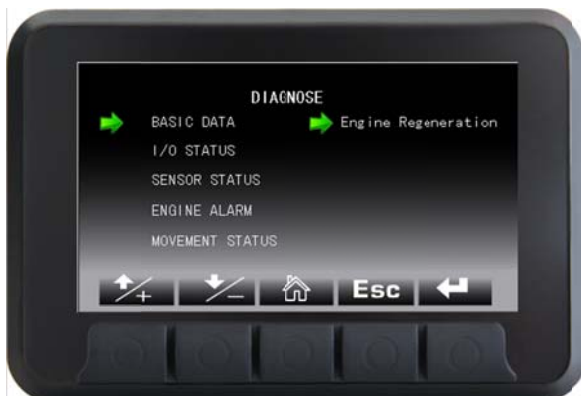 DIAGNOSE
BASIC DATA
Engine Regeneration
I/O STATUS
SENSOR STATUS
ENGINE ALARM
MOVEMENT STATUS
+
−
Esc